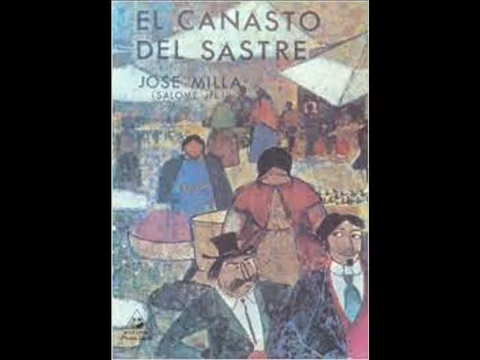 EL CANASTO
DEL SASTRE
JOSE MILLA
(SALOME JIL)